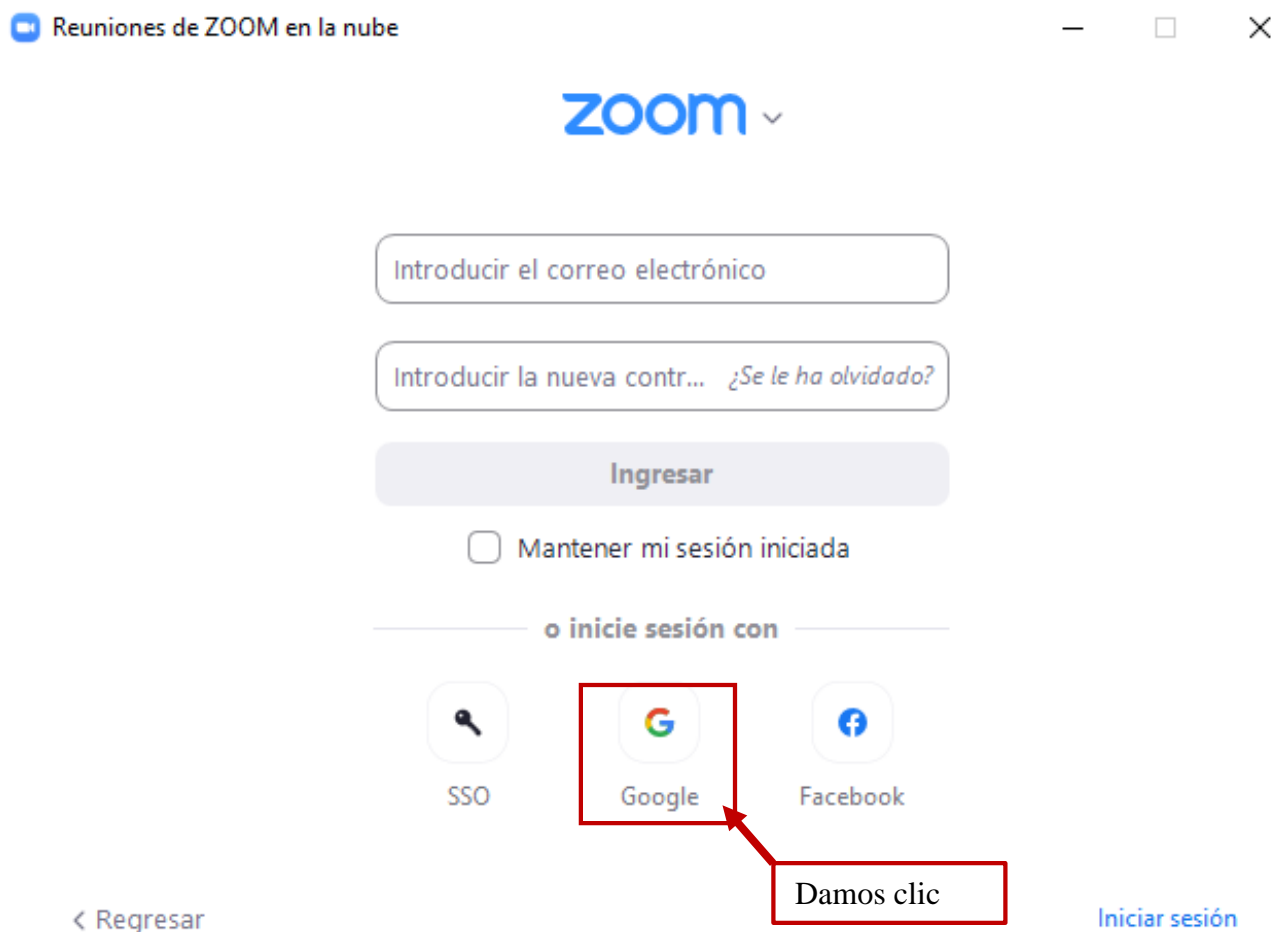 Reuniones de ZOOM en la nube
zoom
Introducir el correo electrónico
Introducir la nueva contr... ¿Se le ha olvidado?
Ingresar
Mantener mi sesión iniciada
o inicie sesión con
SSO Google Facebook
Damos clic
< Regresar Iniciar sesión